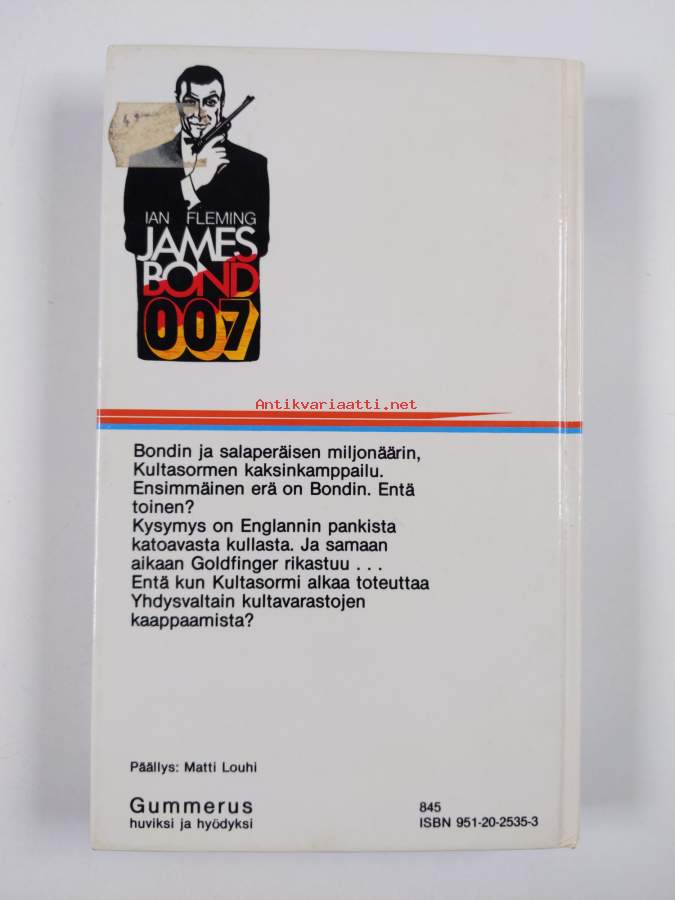 IAN FLEMING
JAMES
BOND
007
Antikvariaatti.net
Bondin ja salaperäisen miljonäärin,
Kultasormen kaksinkamppailu.
Ensimmäinen erä on Bondin. Entä
toinen?
Kysymys on Englannin pankista
katoavasta kullasta. Ja samaan
aikaan Goldfinger rikastuu . . .
Entä kun Kultasormi alkaa toteuttaa
Yhdysvaltain kultavarastojen
kaappaamista?
Päällys: Matti Louhi
Gummerus
huviksi ja hyödyksi
845
ISBN 951-20-2535-3